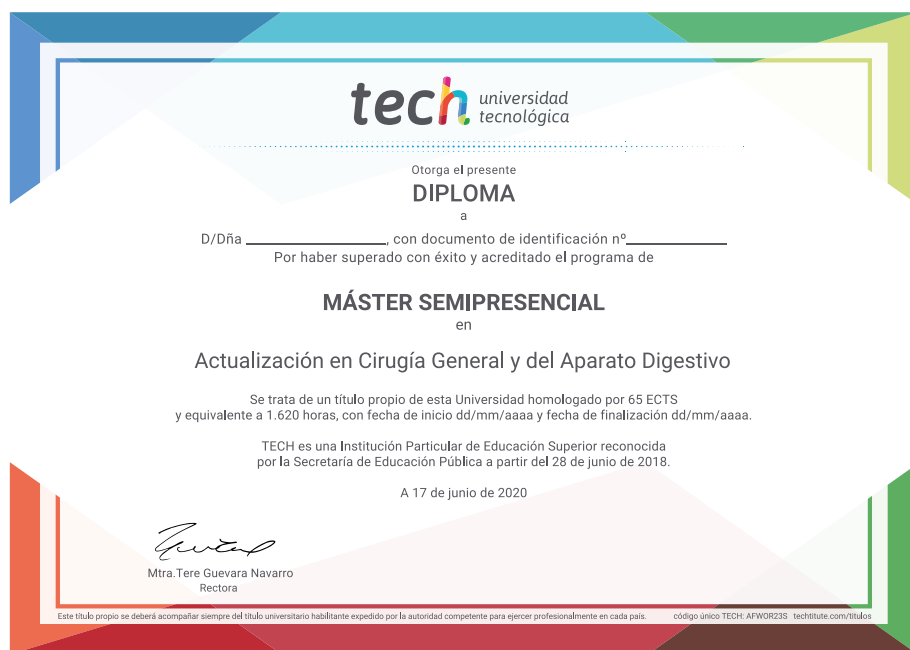 tech universidad
tecnológica
Otorga el presente
DIPLOMA
a
D/Dña ________________, con documento de identificación nº____________
Por haber superado con éxito y acreditado el programa de
MÁSTER SEMIPRESENCIAL
en
Actualización en Cirugía General y del Aparato Digestivo
Se trata de un título propio de esta Universidad homologado por 65 ECTS
y equivalente a 1.620 horas, con fecha de inicio dd/mm/aaaa y fecha de finalización dd/mm/aaaa.
TECH es una Institución Particular de Educación Superior reconocida
por la Secretaría de Educación Pública a partir del 28 de junio de 2018.
A 17 de junio de 2020
Mtra.Tere Guevara Navarro
Rectora
Este título propio se deberá acompañar siempre del título universitario habilitante expedido por la autoridad competente para ejercer profesionalmente en cada país. código único TECH: AFWOR23S techtitute.com/titulos